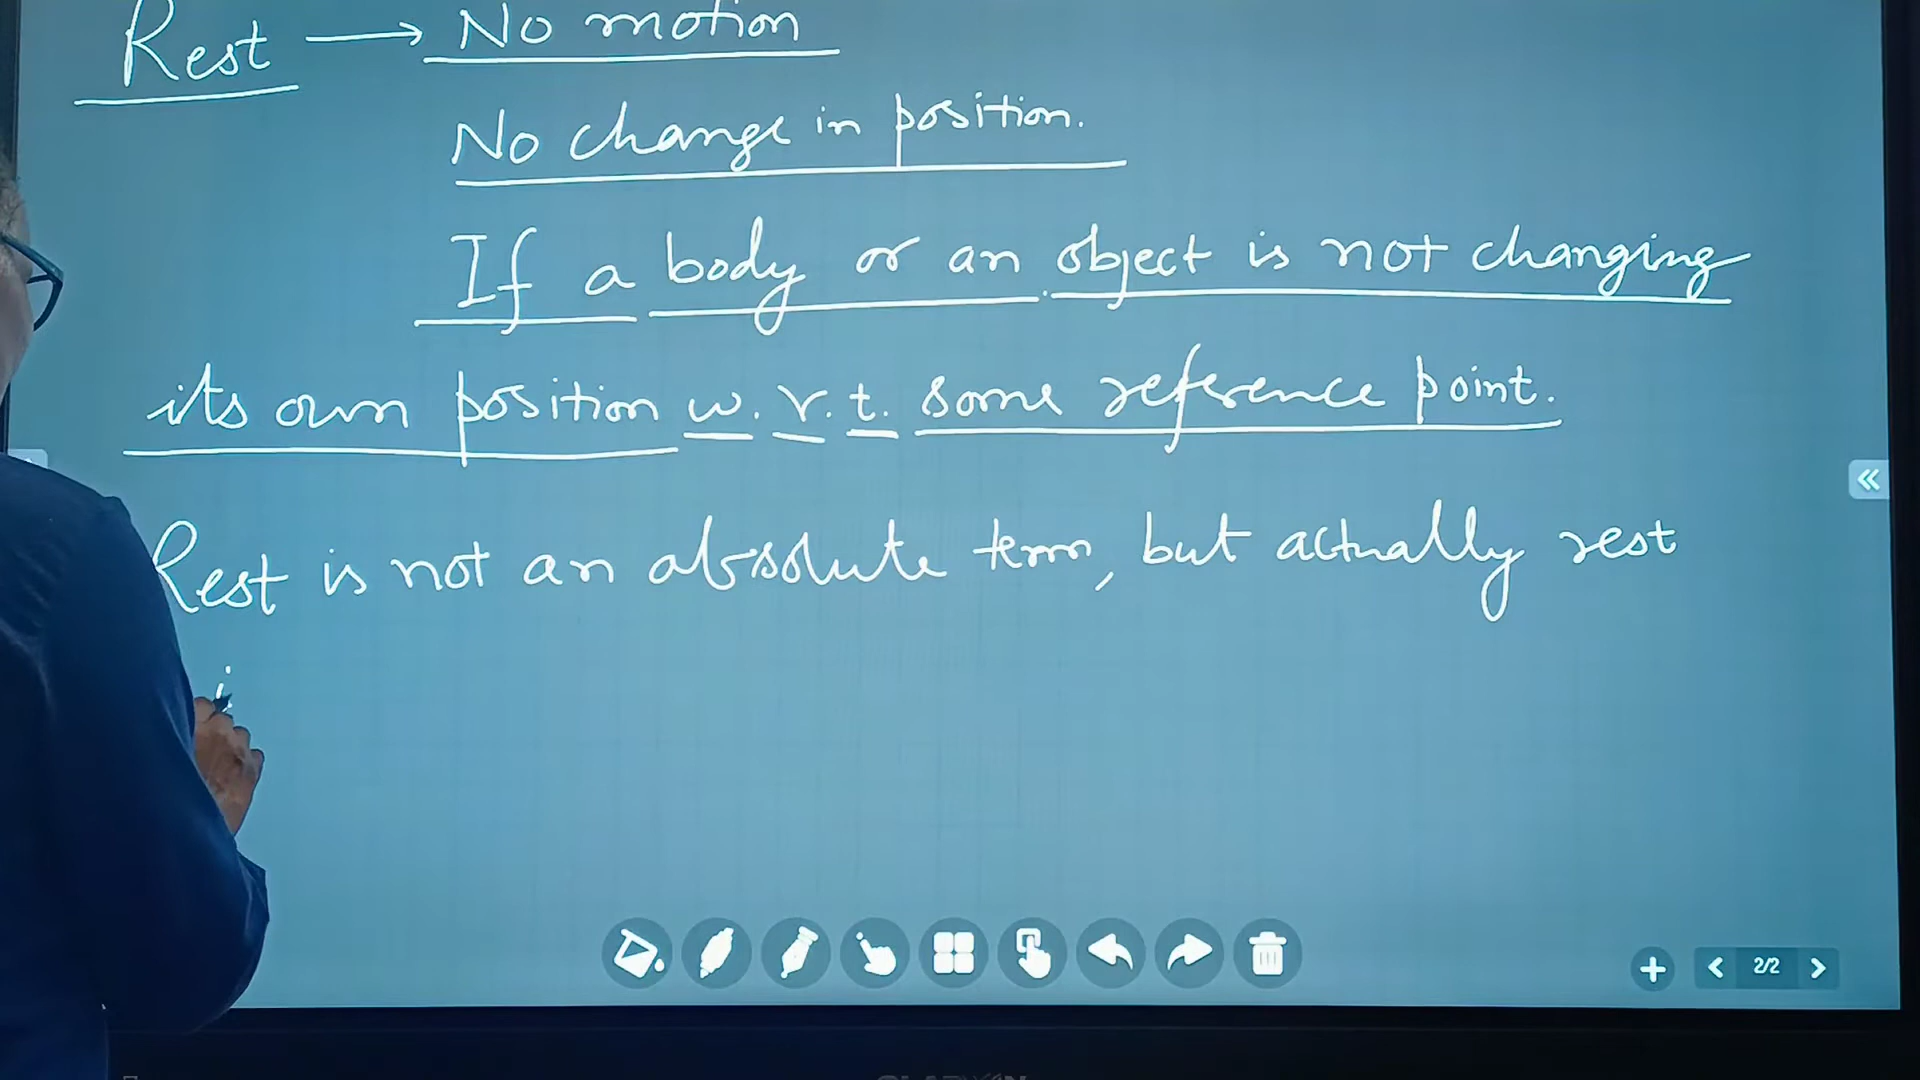 Rest → No motion
No change in position.
If a body or an object is not changing
its own position w.r.t. some reference point.
Rest is not an absolute term, but actually rest
i
2/2